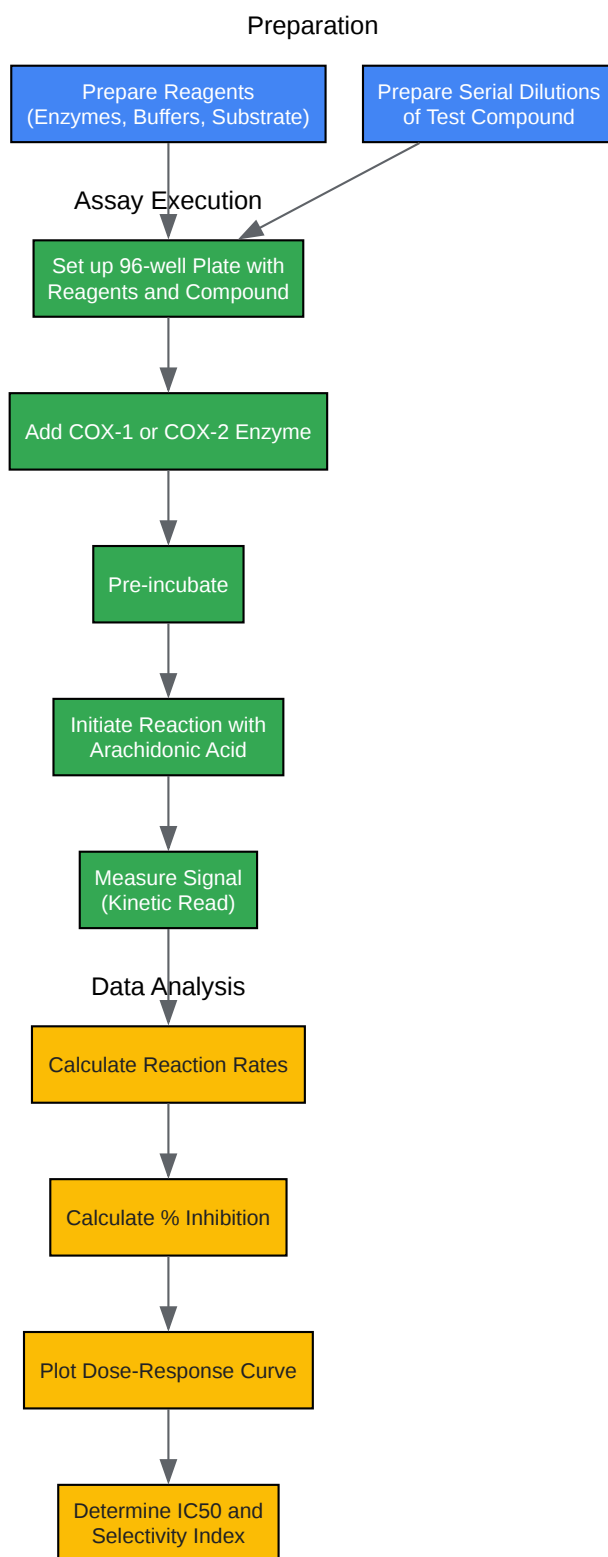 Preparation
Prepare Reagents
(Enzymes, Buffers, Substrate)
Prepare Serial Dilutions
of Test Compound
Assay Execution
Set up 96-well Plate with
Reagents and Compound
Add COX-1 or COX-2 Enzyme
Pre-incubate
Initiate Reaction with
Arachidonic Acid
Measure Signal
(Kinetic Read)
Data Analysis
Calculate Reaction Rates
Calculate % Inhibition
Plot Dose-Response Curve
Determine IC50 and
Selectivity Index